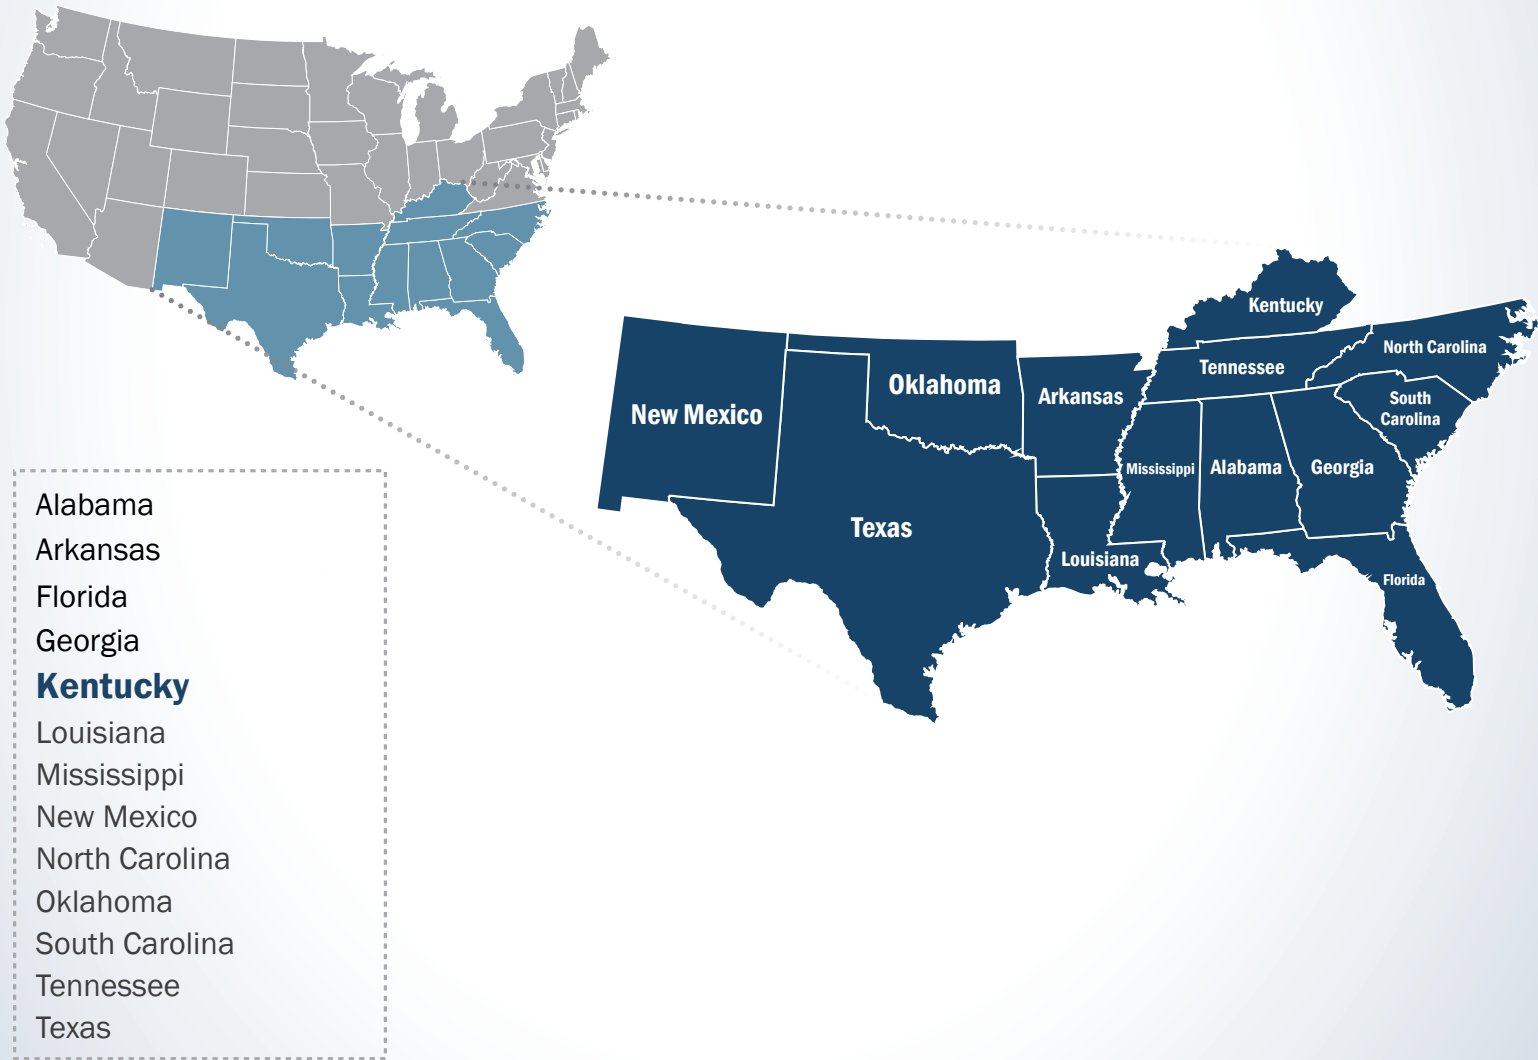 Kentucky
North Carolina
Tennessee
Oklahoma
Arkansas
South
Carolina
New Mexico
Mississippi
Alabama
Georgia
Texas
Louisiana
Florida
Alabama
Arkansas
Florida
Georgia
Kentucky
Louisiana
Mississippi
New Mexico
North Carolina
Oklahoma
South Carolina
Tennessee
Texas